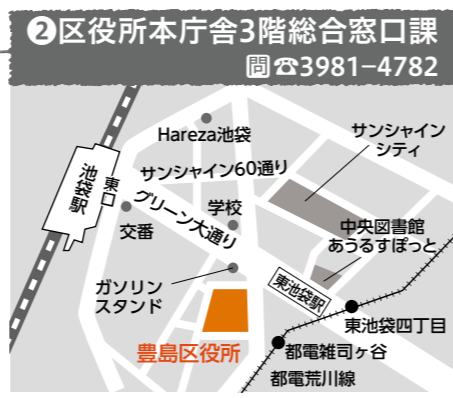 ❷区役所本庁舎3階総合窓口課
問☎3981−4782
Hareza池袋
サンシャイン
シティ
サンシャイン60通り
池袋駅
東口
グリーン大通り
学校
交番
中央図書館
あうるすぽっと
ガソリン
スタンド
東池袋駅
東池袋四丁目
豊島区役所
都電雑司ヶ谷
都電荒川線